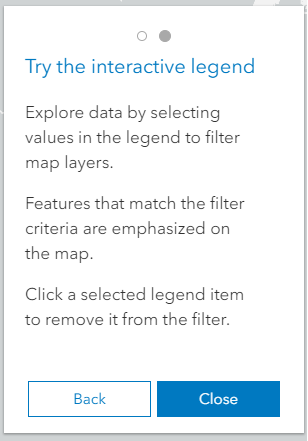 Try the interactive legend
Explore data by selecting
values in the legend to filter
map layers.
Features that match the filter
criteria are emphasized on
the map.
Click a selected legend item
to remove it from the filter.
Back
Close